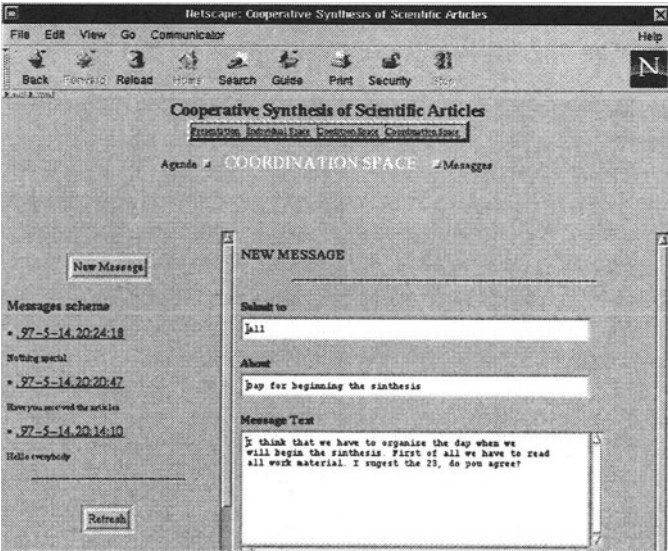 Netscape: Cooperative Synthesis of Scientific Articles
File Edit View Go Communicator Help
Back Forward Reload Home Search Guide Print Security Stop
N
Cooperative Synthesis of Scientific Articles
Presentation Individual Space Coordination Space
Agenda COORDINATION SPACE Messages
New Message
Messages scheme
.97-5-14.20:24:18
Nothing special
.97-5-14.20:20:47
Have you received the articles
.97-5-14.20:14:10
Hello everybody
Refresh
NEW MESSAGE
Submit to
all
About
Day for beginning the sinthesis
Message Text
I think that we have to organize the day when we
will begin the sinthesis. First of all we have to read
all work material. I sugest the 23, do you agree?